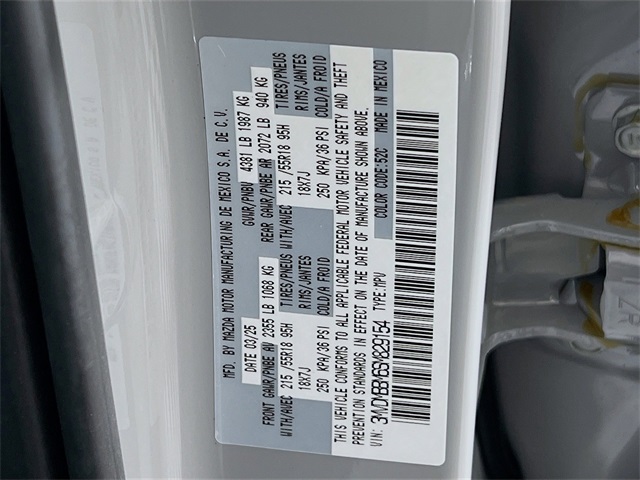 MFD. BY MAZDA MOTOR MANUFACTURING DE MEXICO S.A. DE C.V.
DATE 03/25 GVWR/PNBV 4381 LB 1987 KG
FRONT GAWR/PNBE AV 2355 LB 1068 KG REAR GAWR/PNBE AR 2072 LB 940 KG
WITH/AVEC 215 /55R18 95H TIRES/PNEUS WITH/AVEC 215 /55R18 95H TIRES/PNEUS
18X7J RIMS/JANTES 18X7J RIMS/JANTES
250 KPA/36 PSI COLD/A FROID 250 KPA/36 PSI COLD/A FROID
THIS VEHICLE CONFORMS TO ALL APPLICABLE FEDERAL MOTOR VEHICLE SAFETY AND THEFT
PREVENTION STANDARDS IN EFFECT ON THE DATE OF MANUFACTURE SHOWN ABOVE.
VIN: TYPE: MPV COLOR CODE: 52C MADE IN MEXICO